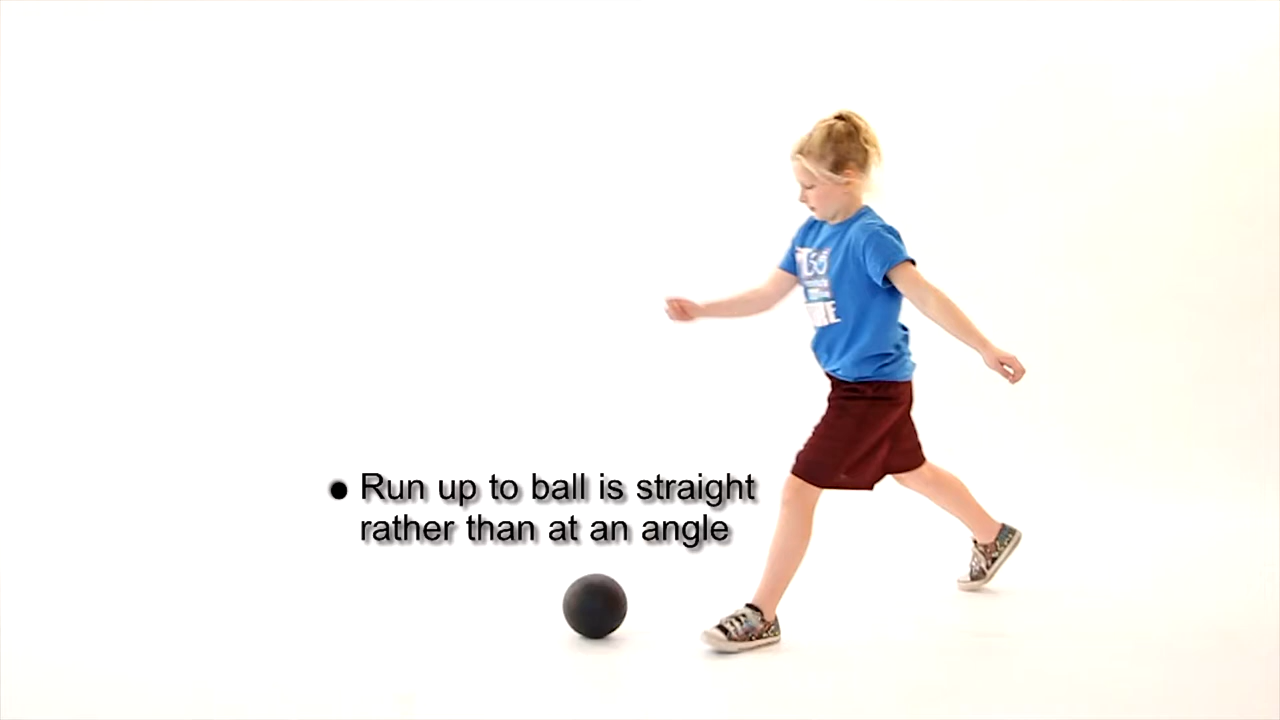 ● Run up to ball is straight
rather than at an angle